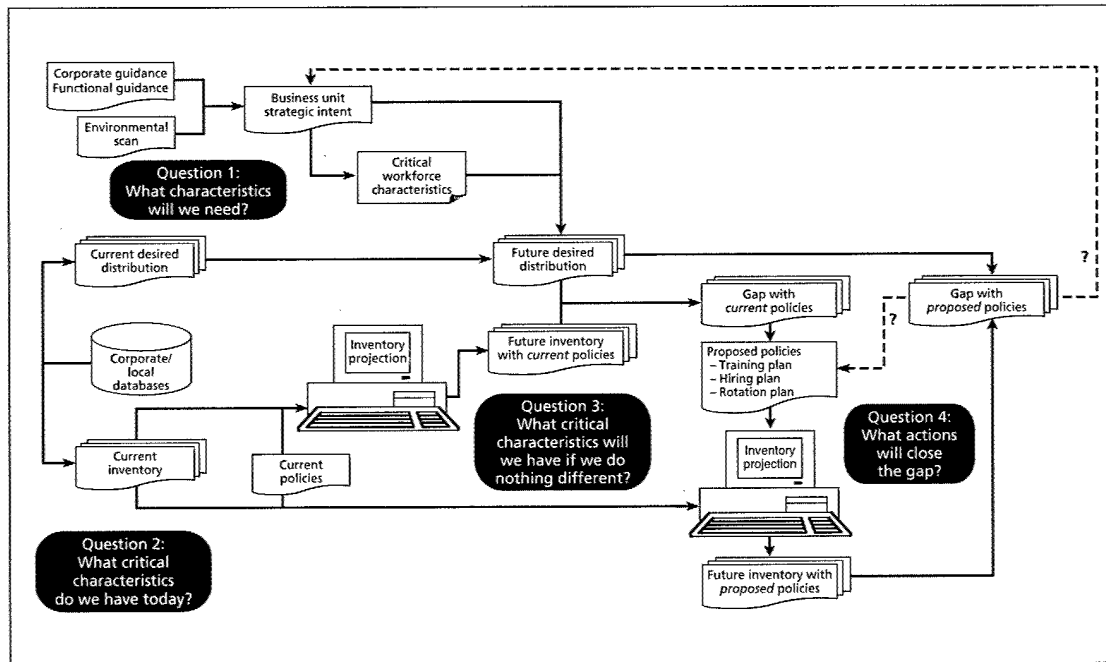 Corporate guidance
Functional guidance
Environmental
scan
Business unit
strategic intent
Critical
workforce
characteristics
Question 1:
What characteristics
will we need?
Current desired
distribution
Future desired
distribution
?
Gap with
current policies
Gap with
proposed policies
?
Corporate/
local
databases
Inventory
projection
Future inventory
with current policies
Proposed policies
– Training plan
– Hiring plan
– Rotation plan
Question 3:
What critical
characteristics will
we have if we do
nothing different?
Question 4:
What actions
will close
the gap?
Current
inventory
Current
policies
Inventory
projection
Question 2:
What critical
characteristics
do we have today?
Future inventory with
proposed policies